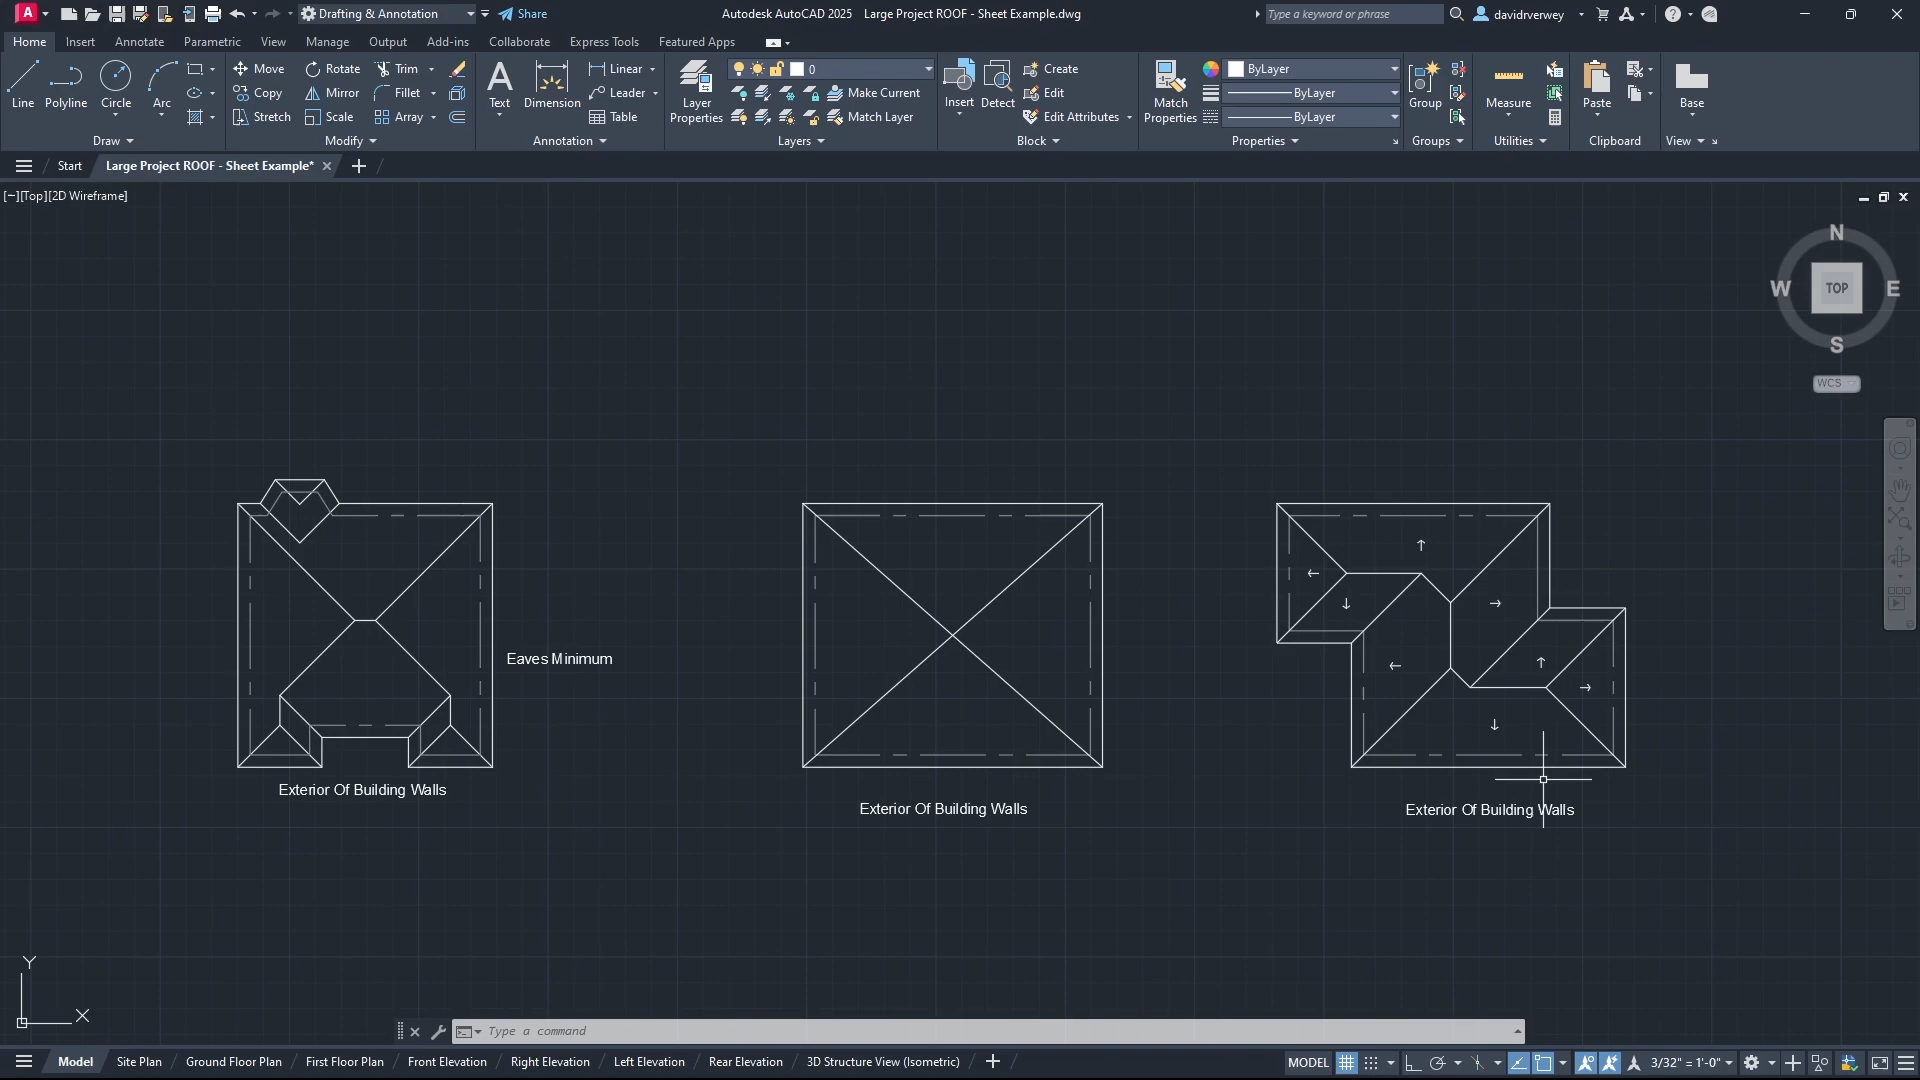 Drafting & Annotation Share Autodesk AutoCAD 2025 Large Project ROOF - Sheet Example.dwg Type a keyword or phrase davidrverwey
Home Insert Annotate Parametric View Manage Output Add-ins Collaborate Express Tools Featured Apps
Move Rotate Trim Linear 0 Create ByLayer
Copy Mirror Fillet Leader Make Current Edit ByLayer
Line Polyline Circle Arc Text Dimension Layer Properties Insert Detect Match Properties Group Measure Paste Base
Stretch Scale Array Table Match Layer Edit Attributes ByLayer
Draw Modify Annotation Layers Block Properties Groups Utilities Clipboard View
Start Large Project ROOF - Sheet Example*
[−][Top][2D Wireframe]
N
W TOP E
S
WCS
Eaves Minimum
Exterior Of Building Walls
Exterior Of Building Walls
Exterior Of Building Walls
Y
X
Type a command
Model Site Plan Ground Floor Plan First Floor Plan Front Elevation Right Elevation Left Elevation Rear Elevation 3D Structure View (Isometric) MODEL 3/32" = 1'-0"